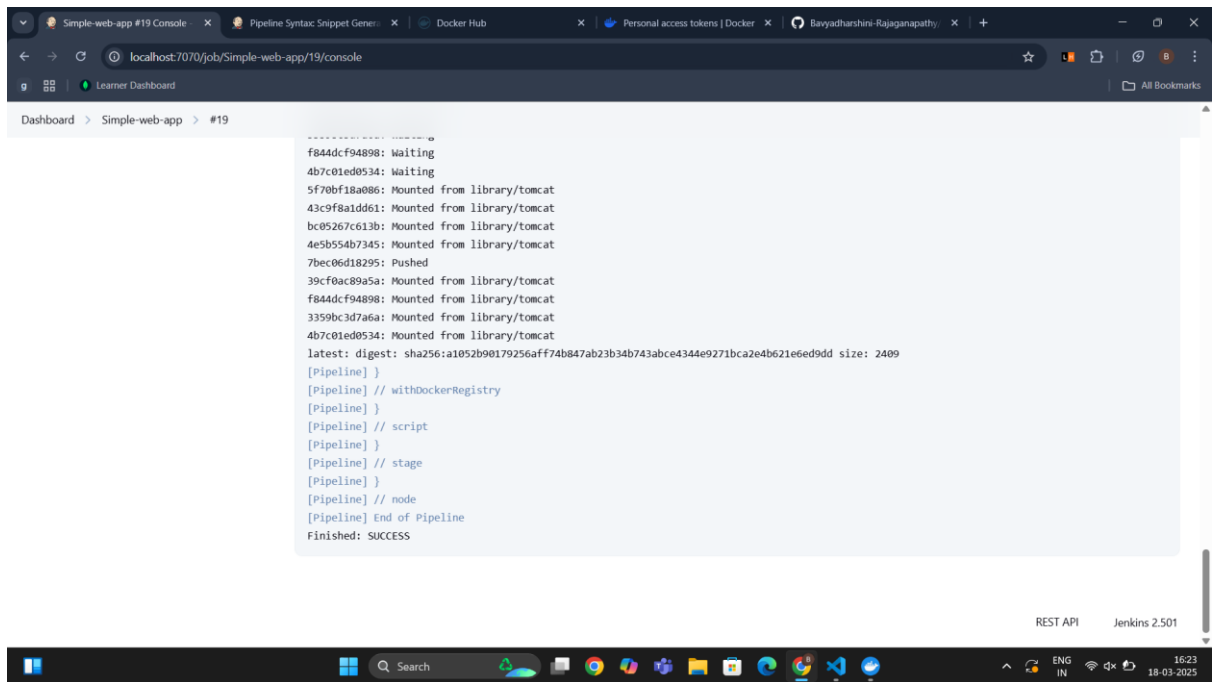 Simple-web-app #19 Console
Pipeline Syntax: Snippet Genera
Docker Hub
Personal access tokens | Docker
Bavyadharshini-Rajaganapathy/
localhost:7070/job/Simple-web-app/19/console
B
g
Learner Dashboard
All Bookmarks
Dashboard > Simple-web-app > #19
f844dcf94898: Waiting
4b7c01ed0534: Waiting
5f70bf18a086: Mounted from library/tomcat
43c9f8a1dd61: Mounted from library/tomcat
bc05267c613b: Mounted from library/tomcat
4e5b554b7345: Mounted from library/tomcat
7bec06d18295: Pushed
39cf0ac89a5a: Mounted from library/tomcat
f844dcf94898: Mounted from library/tomcat
3359bc3d7a6a: Mounted from library/tomcat
4b7c01ed0534: Mounted from library/tomcat
latest: digest: sha256:a1052b90179256aff74b847ab23b34b743abce4344e9271bca2e4b621e6ed9dd size: 2409
[Pipeline] }
[Pipeline] // withDockerRegistry
[Pipeline] }
[Pipeline] // script
[Pipeline] }
[Pipeline] // stage
[Pipeline] }
[Pipeline] // node
[Pipeline] End of Pipeline
Finished: SUCCESS
REST API
Jenkins 2.501
Search
ENG
IN
16:23
18-03-2025